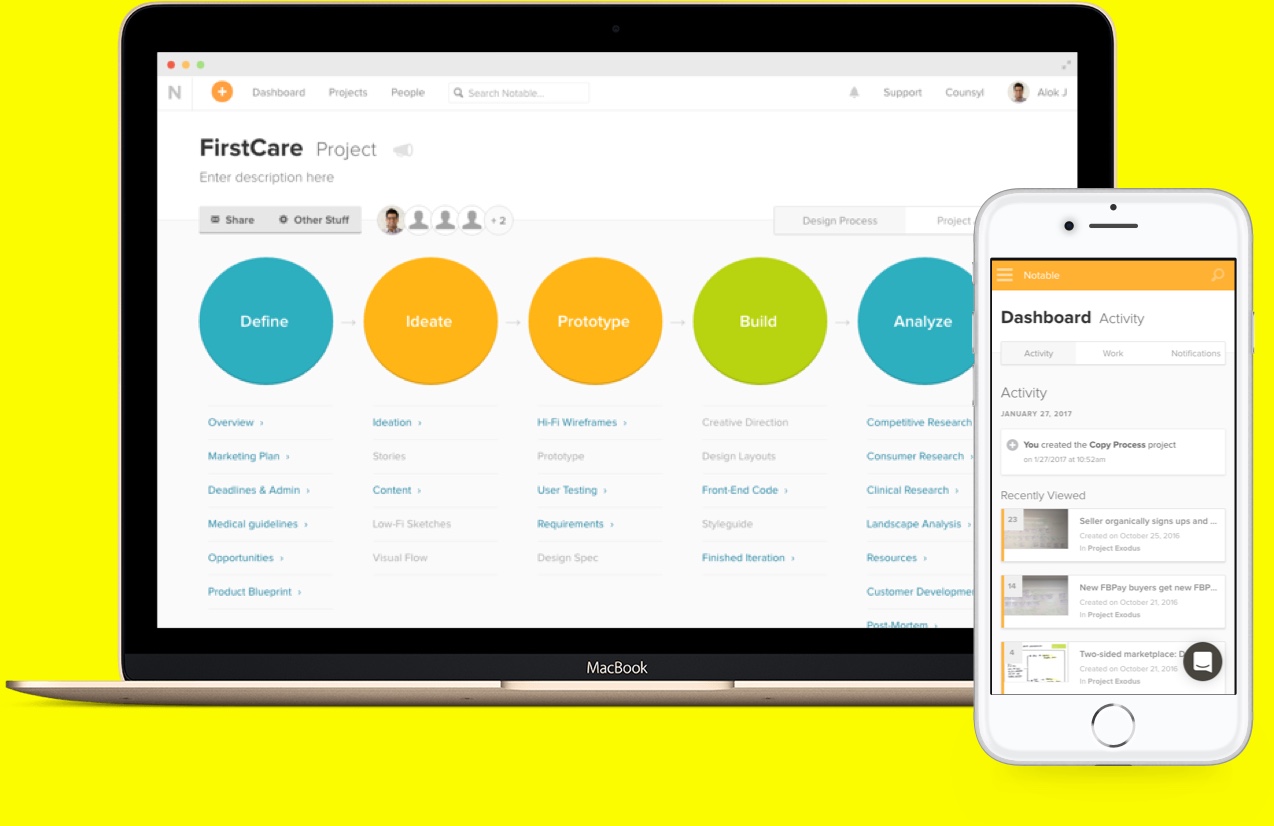 N
Dashboard Projects People Search Notable... Support Counsyl Alok J
FirstCare Project
Enter description here
Share Other Stuff + 2 Design Process Project
Define Ideate Prototype Build Analyze
Overview › Ideation › Hi-Fi Wireframes › Creative Direction Competitive Research
Marketing Plan › Stories Prototype Design Layouts Consumer Research ›
Deadlines & Admin › Content › User Testing › Front-End Code › Clinical Research ›
Medical guidelines › Low-Fi Sketches Requirements › Styleguide Landscape Analysis ›
Opportunities › Visual Flow Design Spec Finished Iteration › Resources ›
Product Blueprint › Customer Developme
Post-Mortem ›
MacBook
Notable
Dashboard Activity
Activity Work Notifications
Activity
JANUARY 27, 2017
You created the Copy Process project
on 1/27/2017 at 10:52am
Recently Viewed
23 Seller organically signs ups and ...
Created on October 25, 2016
In Project Exodus
14 New FBPay buyers get new FBP...
Created on October 21, 2016
In Project Exodus
4 Two-sided marketplace: D
Created on October 21, 2016
In Project Exodus